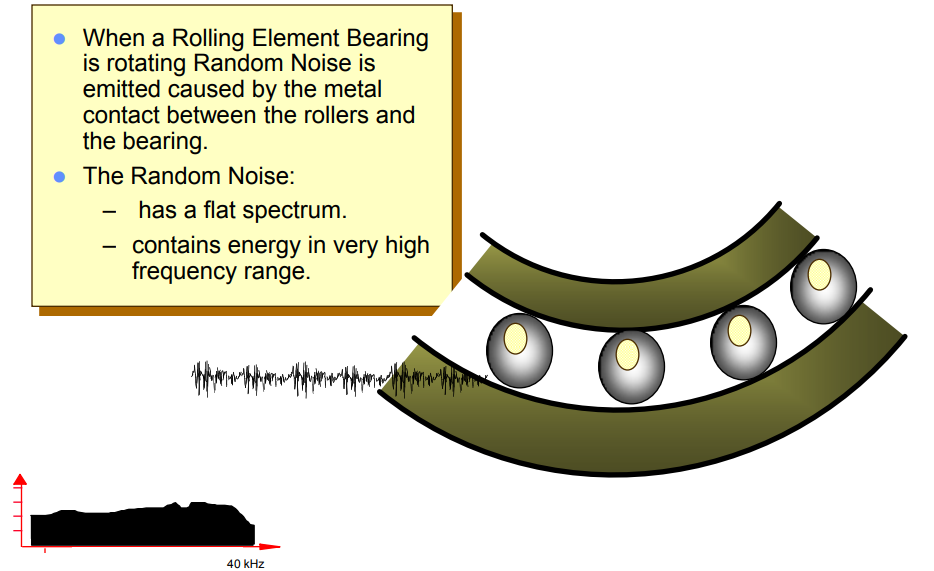 ● When a Rolling Element Bearing
is rotating Random Noise is
emitted caused by the metal
contact between the rollers and
the bearing.
● The Random Noise:
– has a flat spectrum.
– contains energy in very high
frequency range.
40 kHz